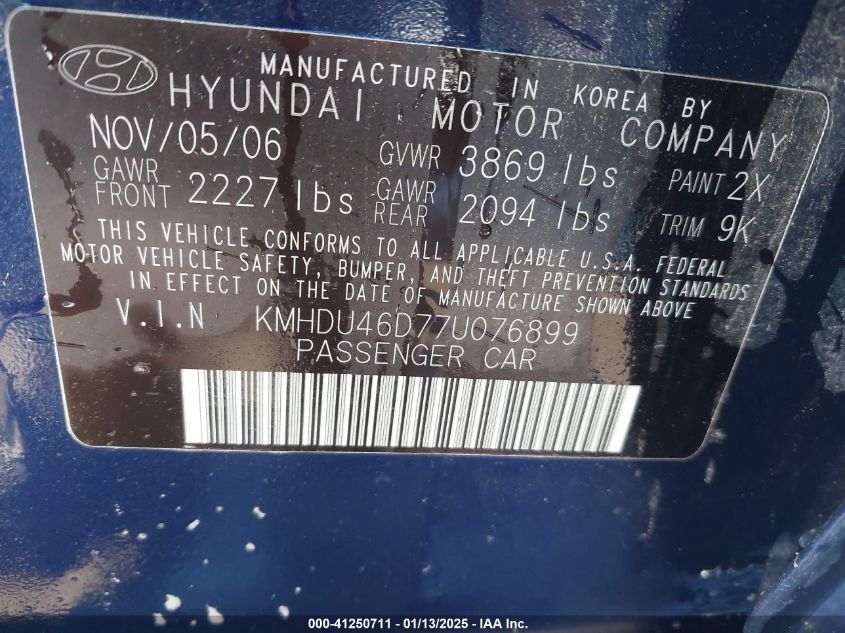 MANUFACTURED IN KOREA BY
HYUNDAI MOTOR COMPANY
NOV/05/06 GVWR 3869 lbs PAINT 2X
GAWR FRONT 2227 lbs GAWR REAR 2094 lbs TRIM 9K
THIS VEHICLE CONFORMS TO ALL APPLICABLE U.S.A. FEDERAL
MOTOR VEHICLE SAFETY, BUMPER, AND THEFT PREVENTION STANDARDS
IN EFFECT ON THE DATE OF MANUFACTURE SHOWN ABOVE
V.I.N KMHDU46D77U076899
PASSENGER CAR
000-41250711 - 01/13/2025 - IAA Inc.